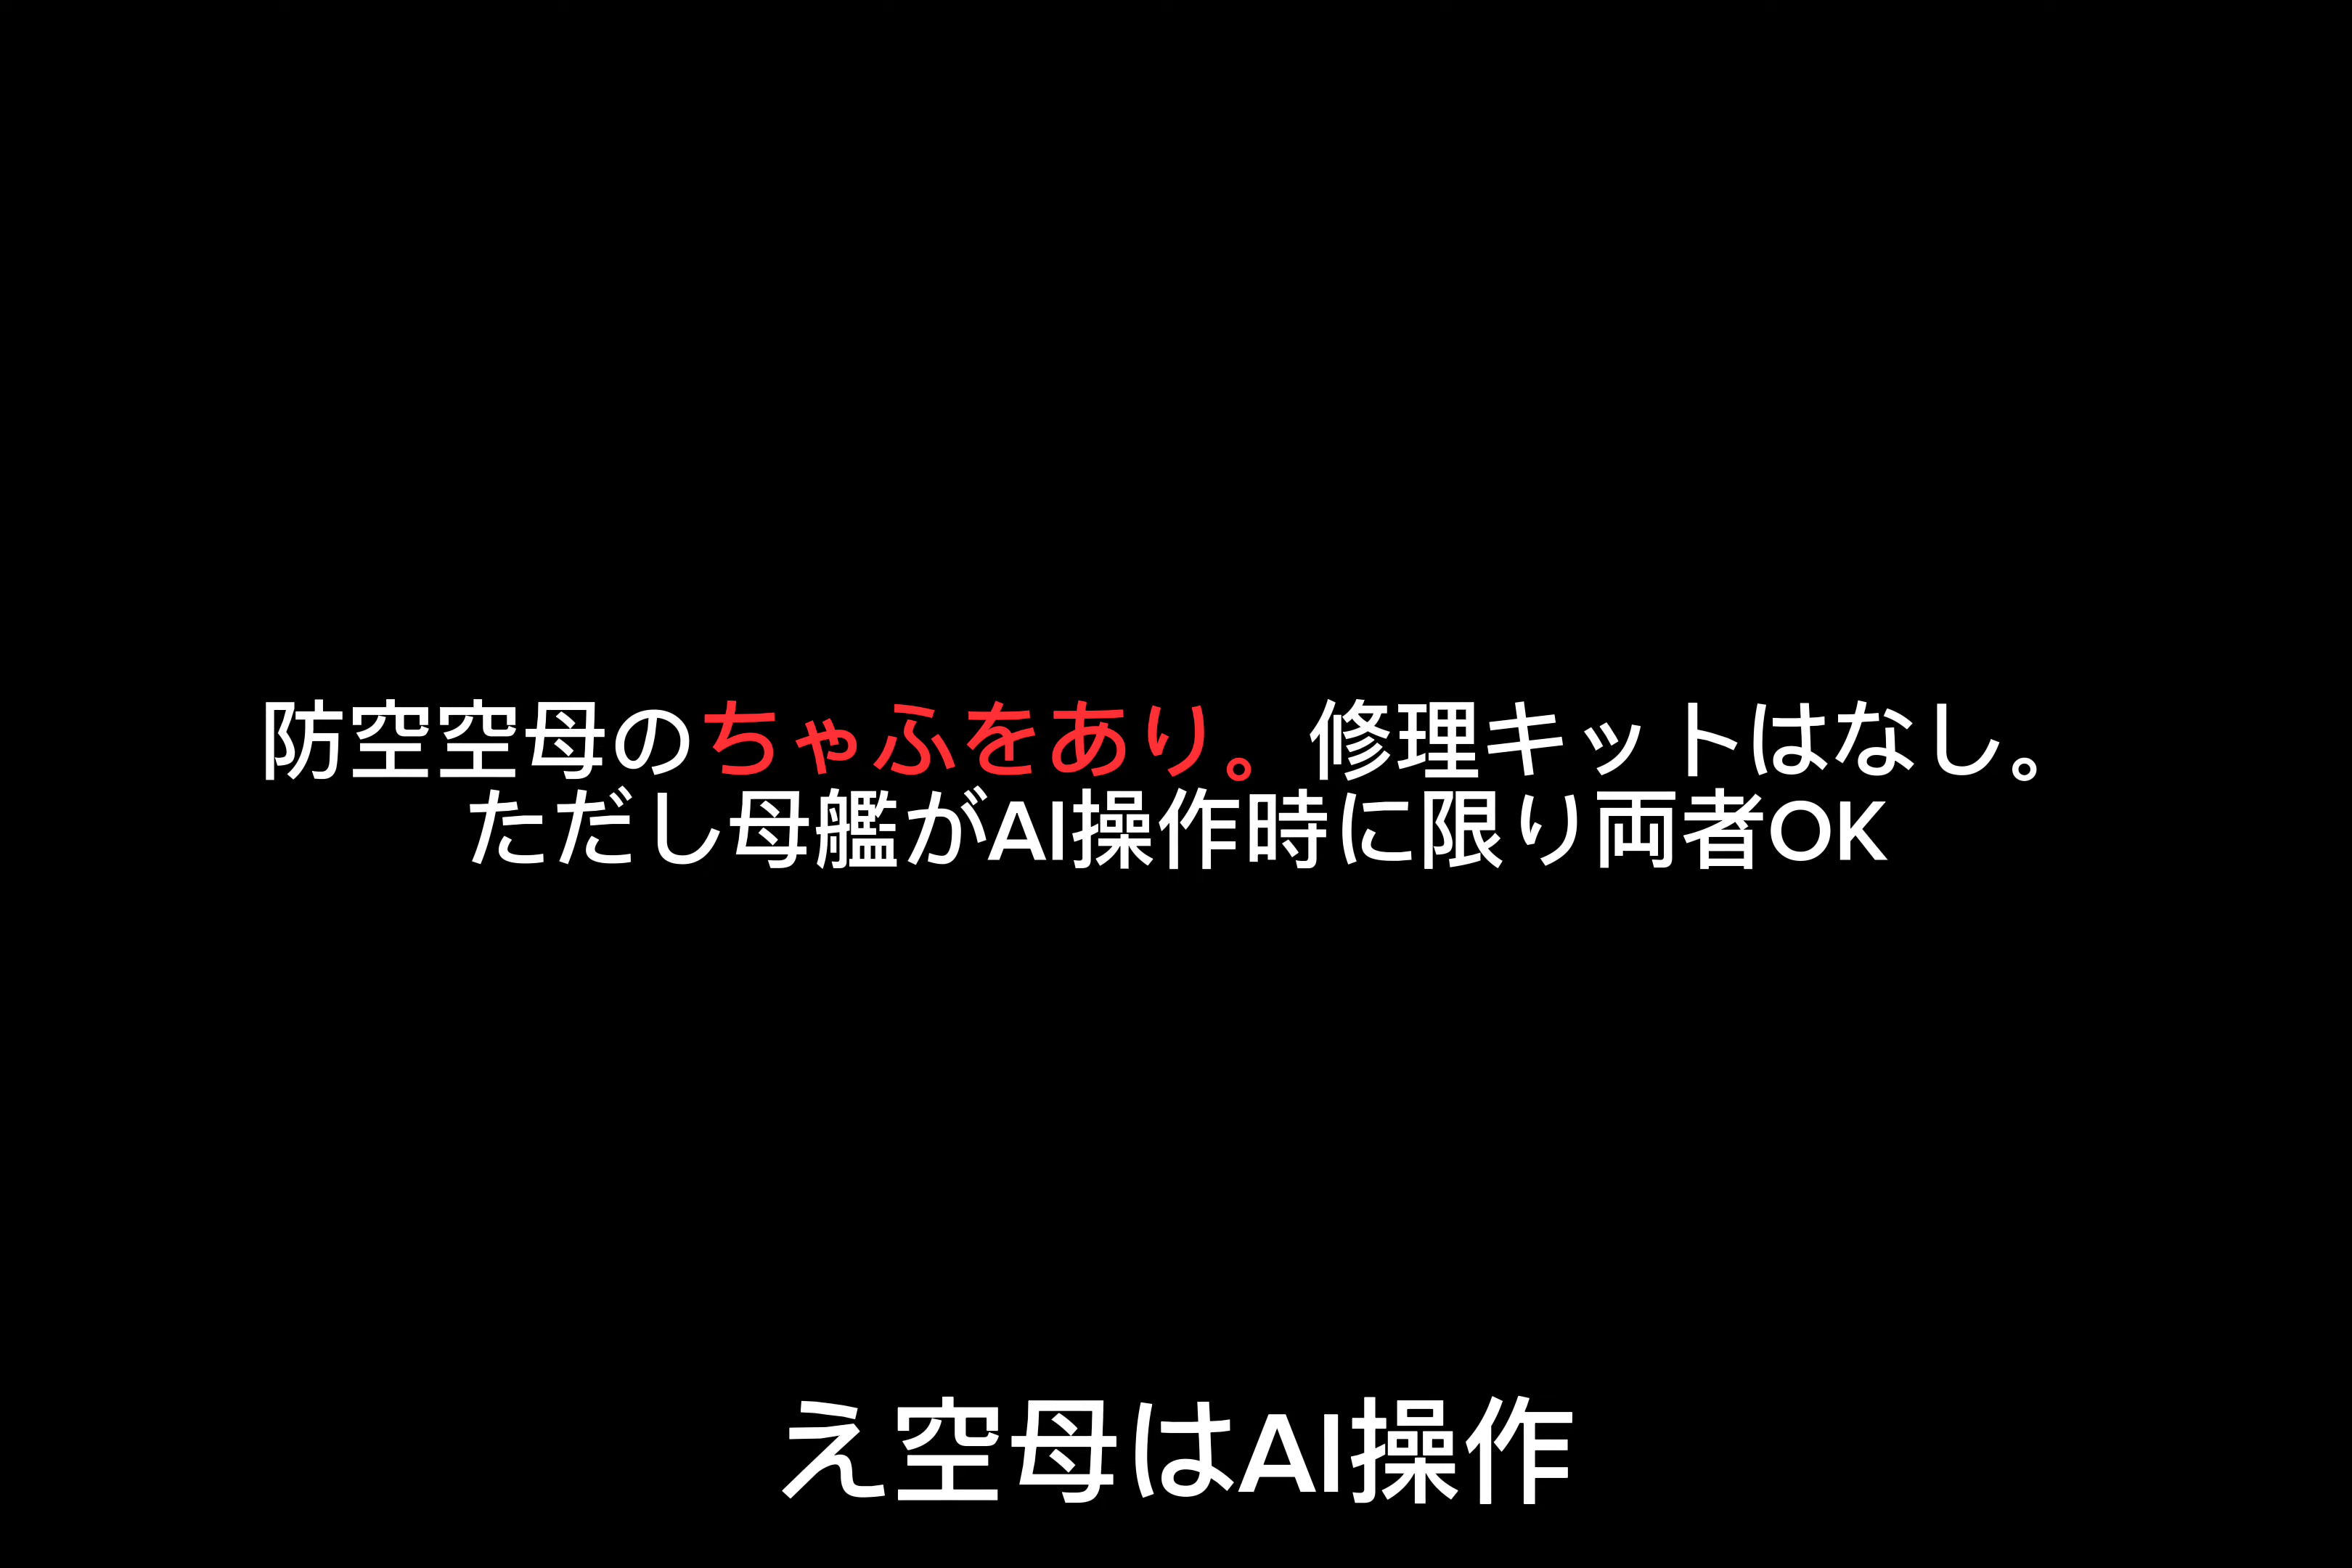 防空空母のちゃふをあり。修理キットはなし。
ただし母艦がAI操作時に限り両者OK
え空母はAI操作